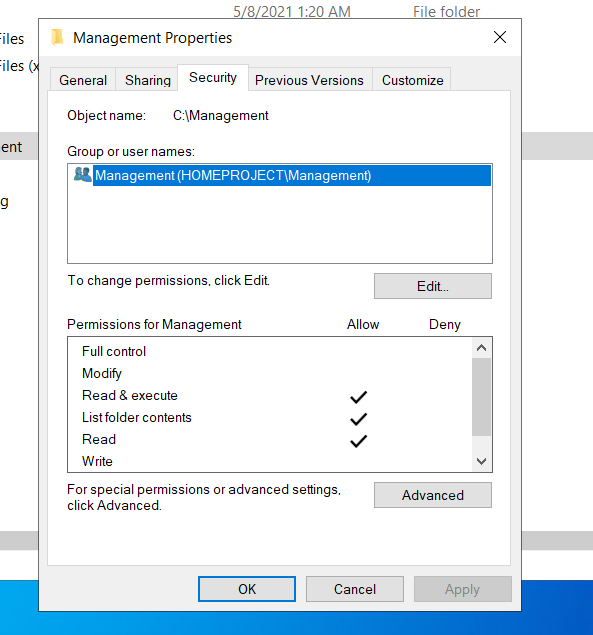 5/8/2021 1:20 AM File folder
Management Properties
Files
Files (x
General Sharing Security Previous Versions Customize
Object name: C:\Management
ent
Group or user names:
Management (HOMEPROJECT\Management)
g
To change permissions, click Edit.
Edit...
Permissions for Management Allow Deny
Full control
Modify
Read & execute
List folder contents
Read
Write
For special permissions or advanced settings,
click Advanced.
Advanced
OK Cancel Apply